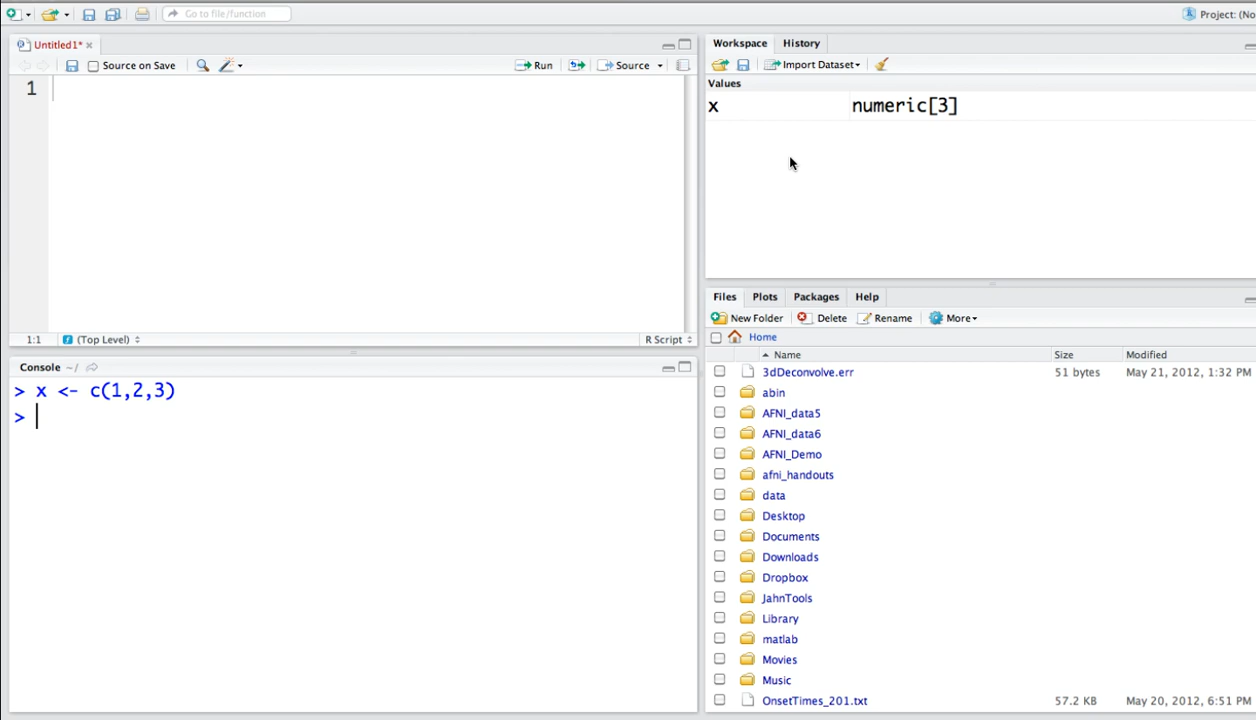 Go to file/function
Project: (No
Untitled1*
Source on Save
Run
Source
1
1:1
(Top Level)
R Script
Console ~/
> x <- c(1,2,3)
>
Workspace
History
Import Dataset
Values
x numeric[3]
Files
Plots
Packages
Help
New Folder
Delete
Rename
More
Home
Name
Size
Modified
3dDeconvolve.err 51 bytes May 21, 2012, 1:32 PM
abin
AFNI_data5
AFNI_data6
AFNI_Demo
afni_handouts
data
Desktop
Documents
Downloads
Dropbox
JahnTools
Library
matlab
Movies
Music
OnsetTimes_201.txt 57.2 KB May 20, 2012, 6:51 PM